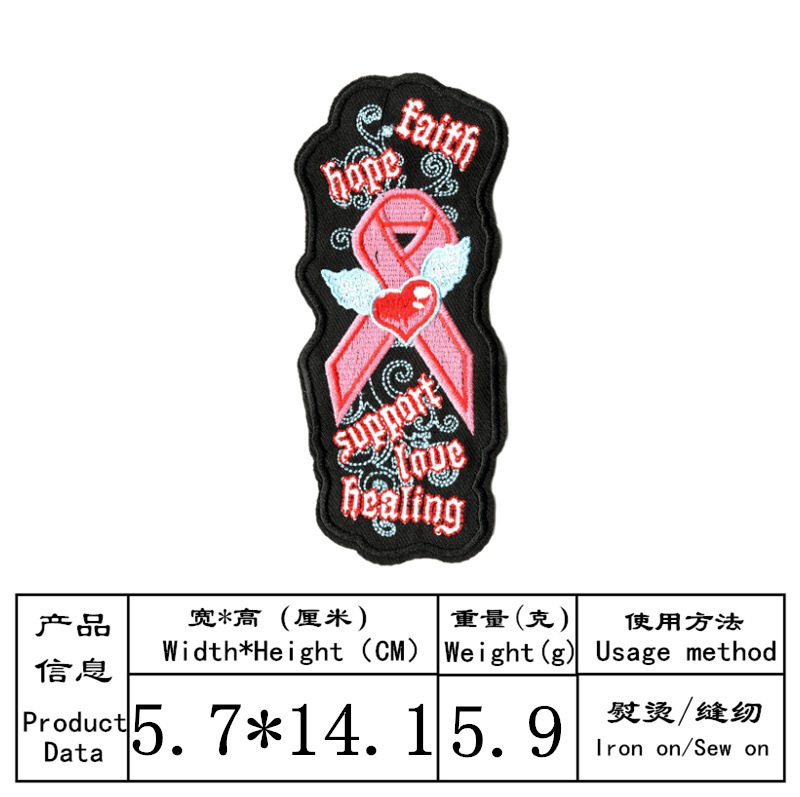 faith
hope
support
love
healing
产品
信息
Product
Data
宽*高 (厘米)
Width*Height (CM)
5.7*14.1
重量(克)
Weight(g)
5.9
使用方法
Usage method
熨烫/缝纫
Iron on/Sew on